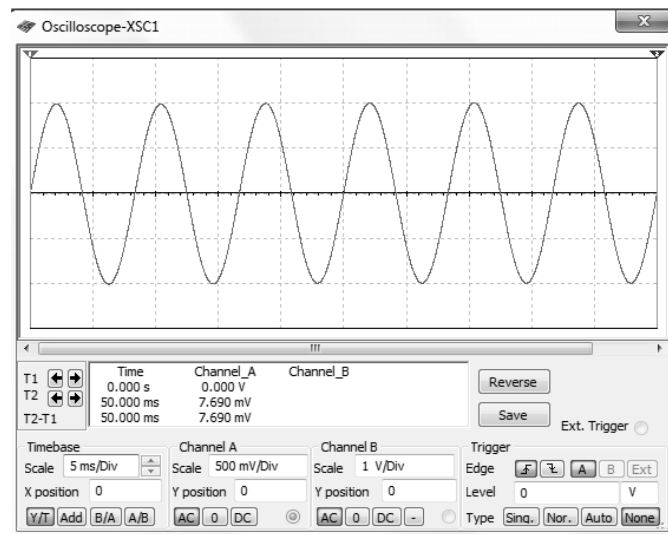 Oscilloscope-XSC1
x
1
Time Channel_A Channel_B
T1 0.000 s 0.000 V
T2 50.000 ms 7.690 mV
T2-T1 50.000 ms 7.690 mV
Reverse
Save
Ext. Trigger
Timebase
Scale 5 ms/Div
X position 0
Y/T Add B/A A/B
Channel A
Scale 500 mV/Div
Y position 0
AC 0 DC
Channel B
Scale 1 V/Div
Y position 0
AC 0 DC -
Trigger
Edge A B Ext
Level 0 V
Type Sing. Nor. Auto None